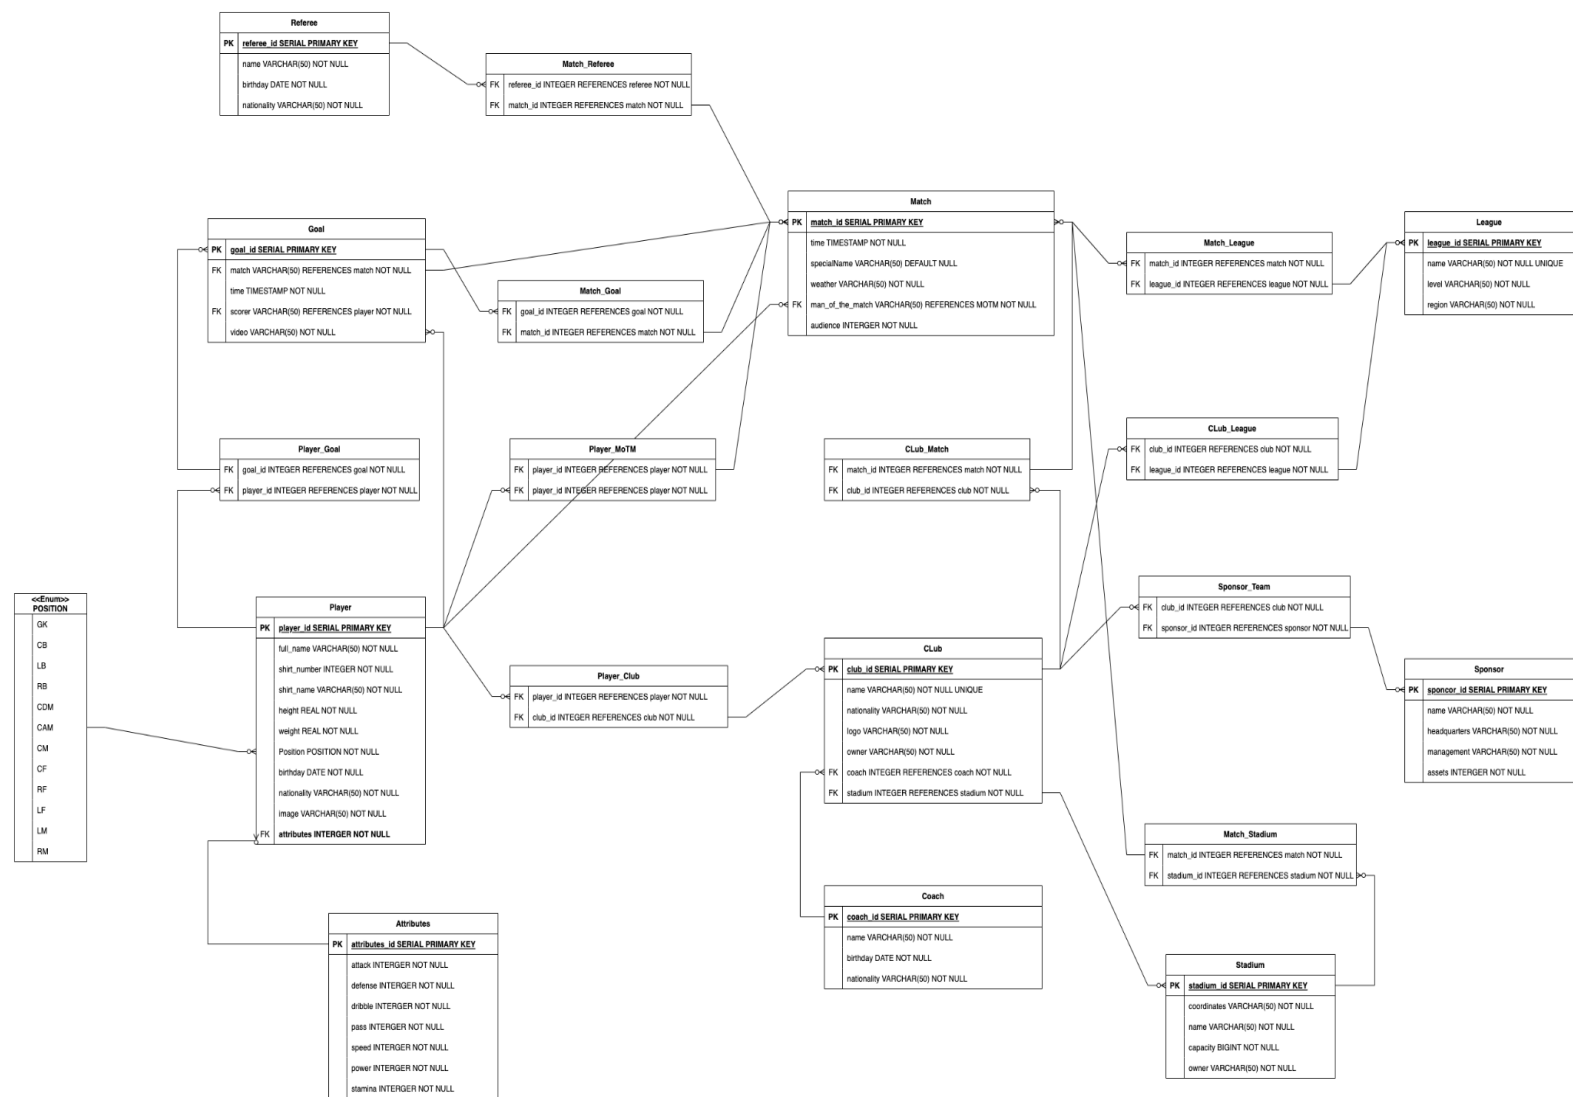 Referee
PK referee_id SERIAL PRIMARY KEY
name VARCHAR(50) NOT NULL
birthday DATE NOT NULL
nationality VARCHAR(50) NOT NULL
Match_Referee
FK referee_id INTEGER REFERENCES referee NOT NULL
FK match_id INTEGER REFERENCES match NOT NULL
Match
PK match_id SERIAL PRIMARY KEY
time TIMESTAMP NOT NULL
specialName VARCHAR(50) DEFAULT NULL
weather VARCHAR(50) NOT NULL
FK man_of_the_match VARCHAR(50) REFERENCES MOTM NOT NULL
audience INTERGER NOT NULL
League
PK league_id SERIAL PRIMARY KEY
name VARCHAR(50) NOT NULL UNIQUE
level VARCHAR(50) NOT NULL
region VARCHAR(50) NOT NULL
Goal
PK goal_id SERIAL PRIMARY KEY
FK match VARCHAR(50) REFERENCES match NOT NULL
time TIMESTAMP NOT NULL
FK scorer VARCHAR(50) REFERENCES player NOT NULL
video VARCHAR(50) NOT NULL
Match_League
FK match_id INTEGER REFERENCES match NOT NULL
FK league_id INTEGER REFERENCES league NOT NULL
Match_Goal
FK goal_id INTEGER REFERENCES goal NOT NULL
FK match_id INTEGER REFERENCES match NOT NULL
Player_Goal
FK goal_id INTEGER REFERENCES goal NOT NULL
FK player_id INTEGER REFERENCES player NOT NULL
Player_MoTM
FK player_id INTEGER REFERENCES player NOT NULL
FK player_id INTEGER REFERENCES player NOT NULL
CLub_Match
FK match_id INTEGER REFERENCES match NOT NULL
FK club_id INTEGER REFERENCES club NOT NULL
CLub_League
FK club_id INTEGER REFERENCES club NOT NULL
FK league_id INTEGER REFERENCES league NOT NULL
<<Enum>>
POSITION
GK
CB
LB
RB
CDM
CAM
CM
CF
RF
LF
LM
RM
Player
PK player_id SERIAL PRIMARY KEY
full_name VARCHAR(50) NOT NULL
shirt_number INTEGER NOT NULL
shirt_name VARCHAR(50) NOT NULL
height REAL NOT NULL
weight REAL NOT NULL
Position POSITION NOT NULL
birthday DATE NOT NULL
nationality VARCHAR(50) NOT NULL
image VARCHAR(50) NOT NULL
FK attributes INTERGER NOT NULL
Player_Club
FK player_id INTEGER REFERENCES player NOT NULL
FK club_id INTEGER REFERENCES club NOT NULL
CLub
PK club_id SERIAL PRIMARY KEY
name VARCHAR(50) NOT NULL UNIQUE
nationality VARCHAR(50) NOT NULL
logo VARCHAR(50) NOT NULL
owner VARCHAR(50) NOT NULL
FK coach INTEGER REFERENCES coach NOT NULL
FK stadium INTEGER REFERENCES stadium NOT NULL
Sponsor_Team
FK club_id INTEGER REFERENCES club NOT NULL
FK sponsor_id INTEGER REFERENCES sponsor NOT NULL
Sponsor
PK sponcor_id SERIAL PRIMARY KEY
name VARCHAR(50) NOT NULL
headquarters VARCHAR(50) NOT NULL
management VARCHAR(50) NOT NULL
assets INTERGER NOT NULL
Match_Stadium
FK match_id INTEGER REFERENCES match NOT NULL
FK stadium_id INTEGER REFERENCES stadium NOT NULL
Attributes
PK attributes_id SERIAL PRIMARY KEY
attack INTERGER NOT NULL
defense INTERGER NOT NULL
dribble INTERGER NOT NULL
pass INTERGER NOT NULL
speed INTERGER NOT NULL
power INTERGER NOT NULL
stamina INTERGER NOT NULL
Coach
PK coach_id SERIAL PRIMARY KEY
name VARCHAR(50) NOT NULL
birthday DATE NOT NULL
nationality VARCHAR(50) NOT NULL
Stadium
PK stadium_id SERIAL PRIMARY KEY
coordinates VARCHAR(50) NOT NULL
name VARCHAR(50) NOT NULL
capacity BIGINT NOT NULL
owner VARCHAR(50) NOT NULL